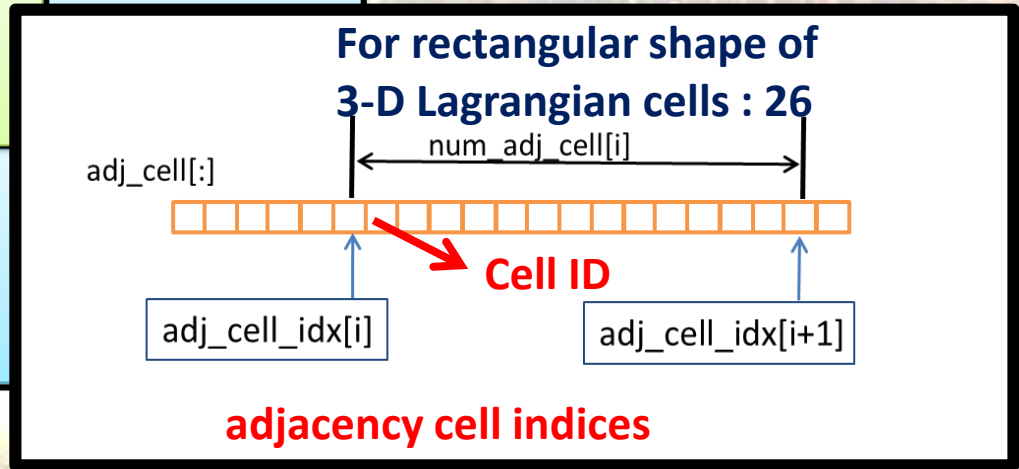 For rectangular shape of
3-D Lagrangian cells : 26
num_adj_cell[i]
adj_cell[:]
Cell ID
adj_cell_idx[i]
adj_cell_idx[i+1]
adjacency cell indices